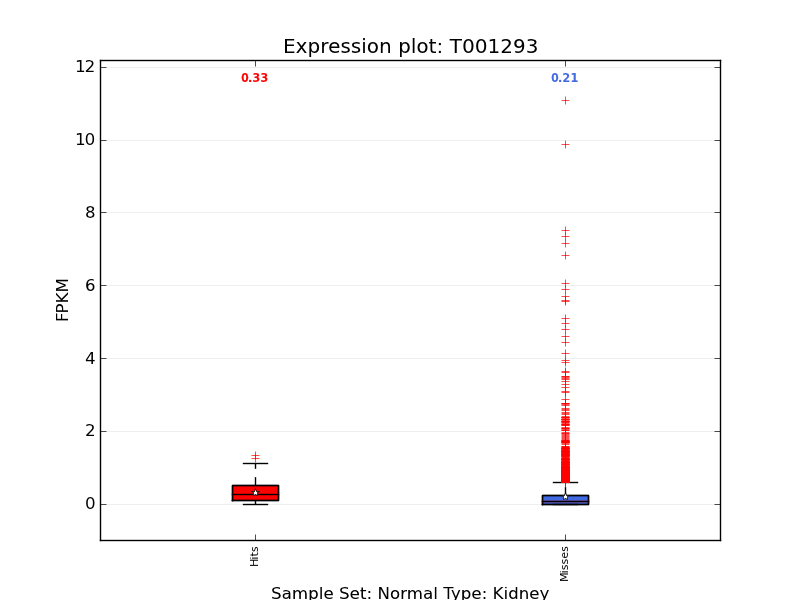 Expression plot: T001293
12
0.33 0.21
10
8
6
4
2
0
FPKM
Hits Misses
Sample Set: Normal Type: Kidney